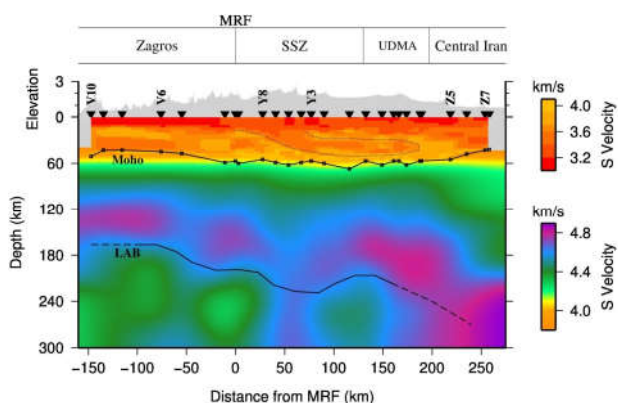 MRF
Zagros SSZ UDMA Central Iran
V10 V6 Y8 Y3 Z5 Z7
Elevation
3
0
60
120
180
240
300
Depth (km)
Moho
LAB
−150 −100 −50 0 50 100 150 200 250
Distance from MRF (km)
km/s
4.0
3.6
3.2
S Velocity
km/s
4.8
4.4
4.0
S Velocity